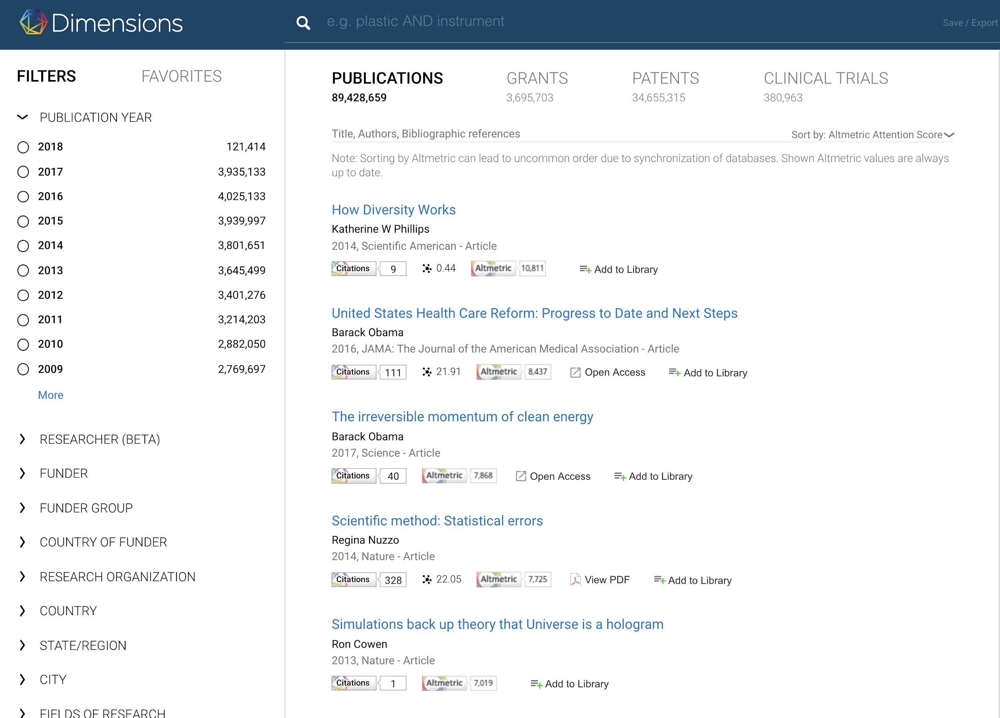 Dimensions
e.g. plastic AND instrument
Save / Export
FILTERS
FAVORITES
PUBLICATION YEAR
2018 121,414
2017 3,935,133
2016 4,025,133
2015 3,939,997
2014 3,801,651
2013 3,645,499
2012 3,401,276
2011 3,214,203
2010 2,882,050
2009 2,769,697
More
RESEARCHER (BETA)
FUNDER
FUNDER GROUP
COUNTRY OF FUNDER
RESEARCH ORGANIZATION
COUNTRY
STATE/REGION
CITY
FIELDS OF RESEARCH
PUBLICATIONS GRANTS PATENTS CLINICAL TRIALS
89,428,659 3,695,703 34,655,315 380,963
Title, Authors, Bibliographic references Sort by: Altmetric Attention Score
Note: Sorting by Altmetric can lead to uncommon order due to synchronization of databases. Shown Altmetric values are always
up to date.
How Diversity Works
Katherine W Phillips
2014, Scientific American - Article
Citations 9 0.44 Altmetric 10,811 Add to Library
United States Health Care Reform: Progress to Date and Next Steps
Barack Obama
2016, JAMA: The Journal of the American Medical Association - Article
Citations 111 21.91 Altmetric 8,437 Open Access Add to Library
The irreversible momentum of clean energy
Barack Obama
2017, Science - Article
Citations 40 Altmetric 7,868 Open Access Add to Library
Scientific method: Statistical errors
Regina Nuzzo
2014, Nature - Article
Citations 328 22.05 Altmetric 7,725 View PDF Add to Library
Simulations back up theory that Universe is a hologram
Ron Cowen
2013, Nature - Article
Citations 1 Altmetric 7,019 Add to Library